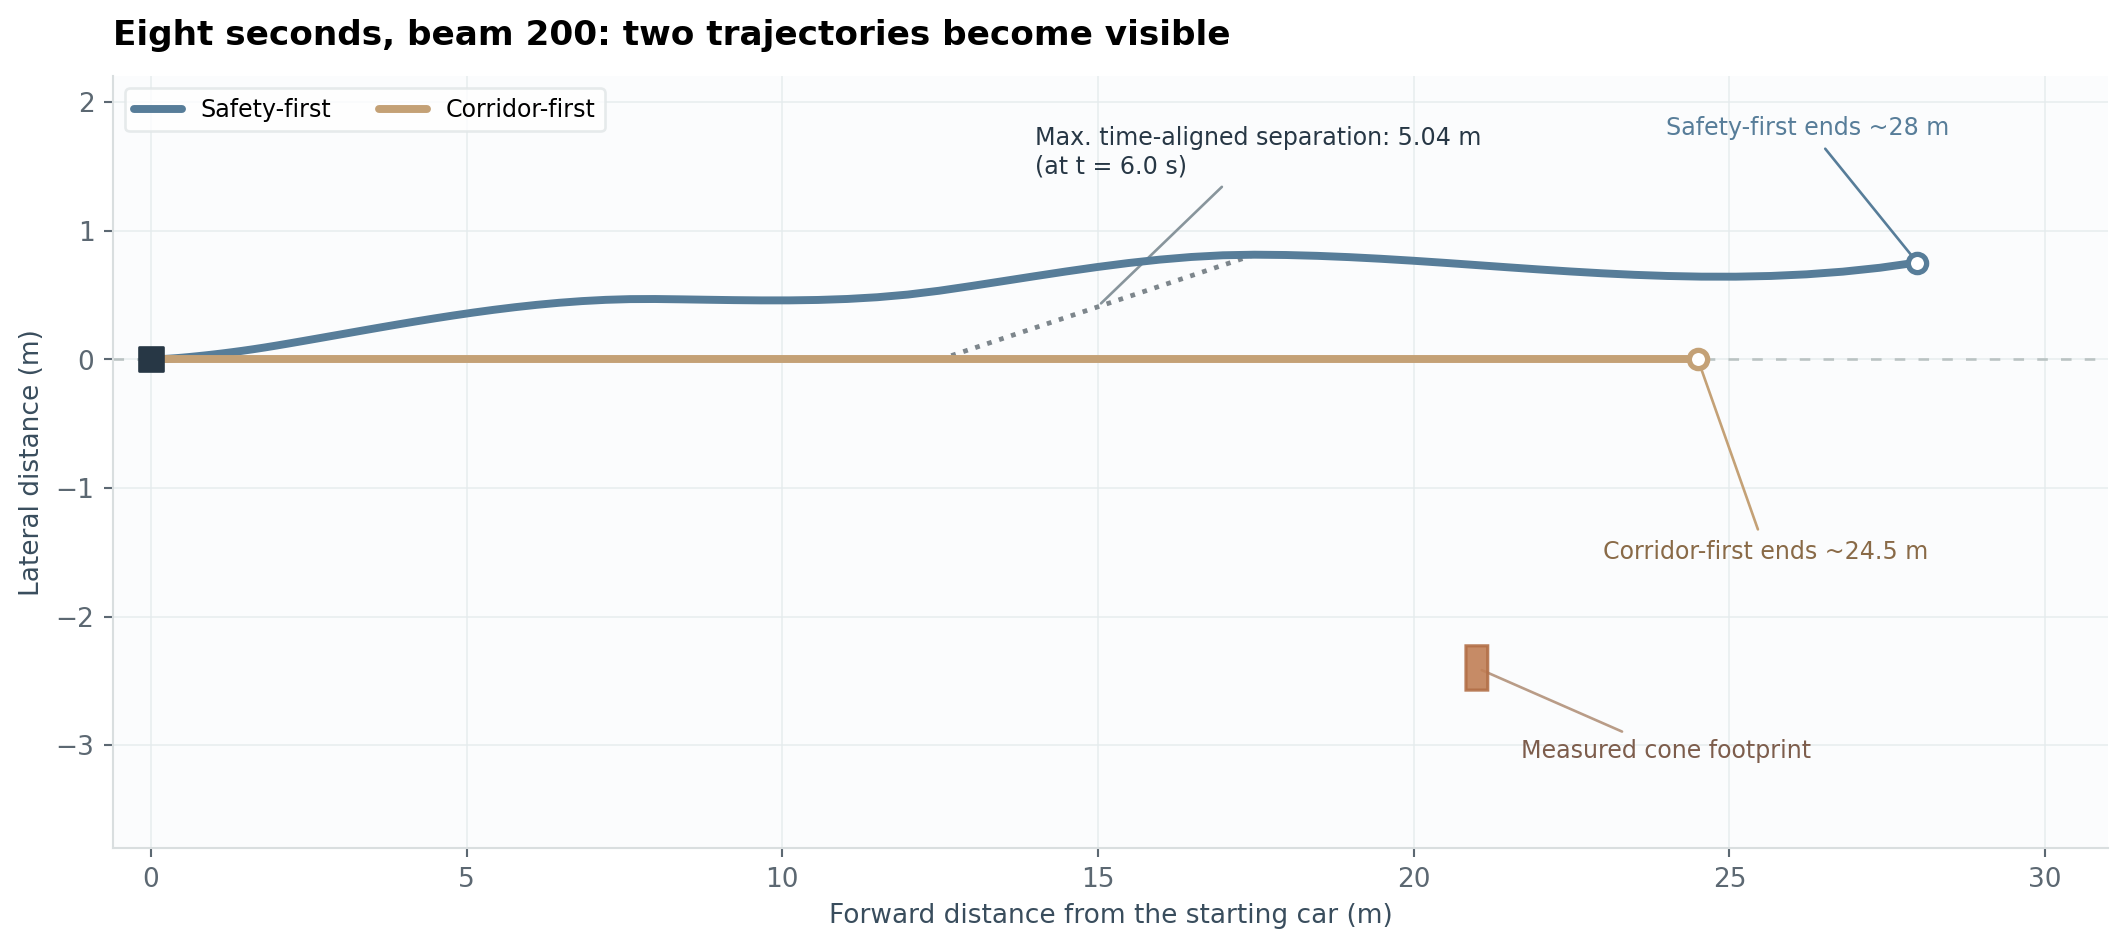 Eight seconds, beam 200: two trajectories become visible
Safety-first
Corridor-first
Max. time-aligned separation: 5.04 m
(at t = 6.0 s)
Safety-first ends ~28 m
Corridor-first ends ~24.5 m
Measured cone footprint
Lateral distance (m)
2
1
0
−1
−2
−3
0
5
10
15
20
25
30
Forward distance from the starting car (m)